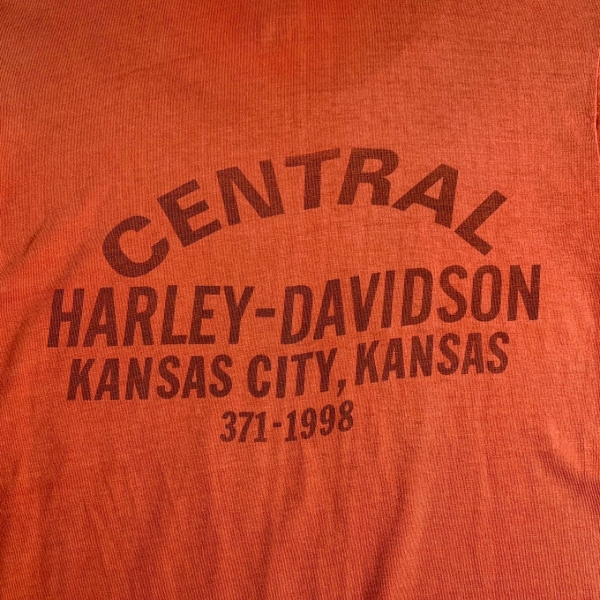 CENTRAL
HARLEY-DAVIDSON
KANSAS CITY, KANSAS
371-1998